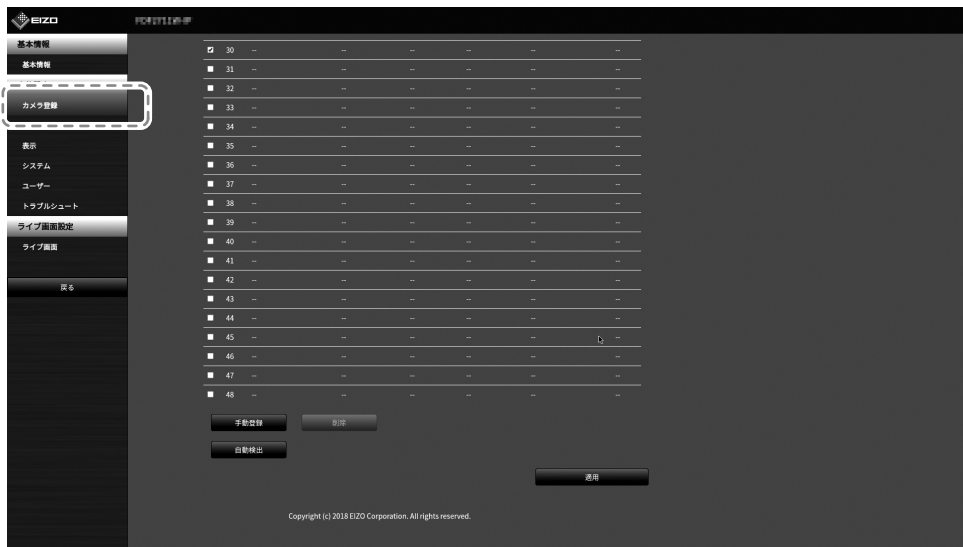 EIZO
基本情報
基本情報
カメラ登録
表示
システム
ユーザー
トラブルシュート
ライブ画面設定
ライブ画面
戻る
30 -- -- -- -- -- --
31 -- -- -- -- -- --
32 -- -- -- -- -- --
33 -- -- -- -- -- --
34 -- -- -- -- -- --
35 -- -- -- -- -- --
36 -- -- -- -- -- --
37 -- -- -- -- -- --
38 -- -- -- -- -- --
39 -- -- -- -- -- --
40 -- -- -- -- -- --
41 -- -- -- -- -- --
42 -- -- -- -- -- --
43 -- -- -- -- -- --
44 -- -- -- -- -- --
45 -- -- -- -- -- --
46 -- -- -- -- -- --
47 -- -- -- -- -- --
48 -- -- -- -- -- --
手動登録 削除
自動検出
適用
Copyright (c) 2018 EIZO Corporation. All rights reserved.